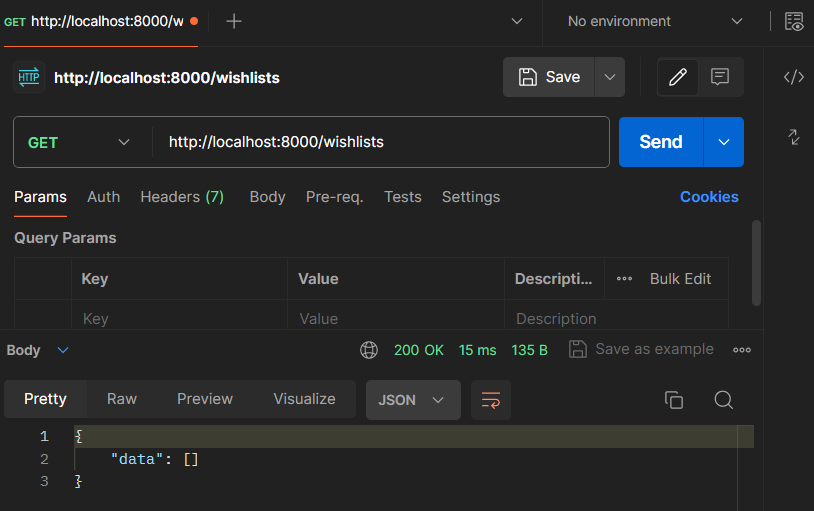 GET http://localhost:8000/w
No environment
HTTP http://localhost:8000/wishlists
Save
GET http://localhost:8000/wishlists Send
Params Auth Headers (7) Body Pre-req. Tests Settings Cookies
Query Params
Key Value Descripti... Bulk Edit
Key Value Description
Body 200 OK 15 ms 135 B Save as example
Pretty Raw Preview Visualize JSON
1 {
2 "data": []
3 }